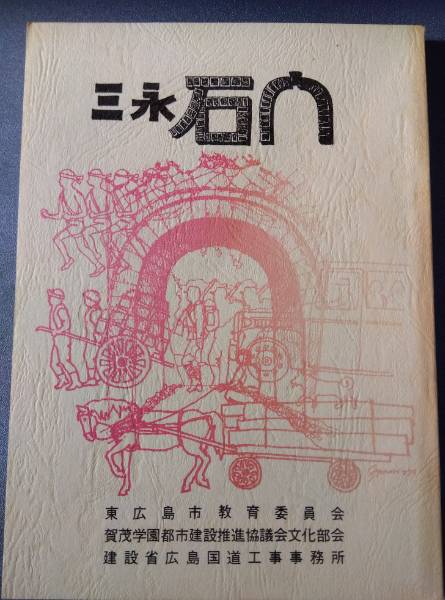 三永石門
東広島市教育委員会
賀茂学園都市建設推進協議会文化部会
建設省広島国道工事事務所